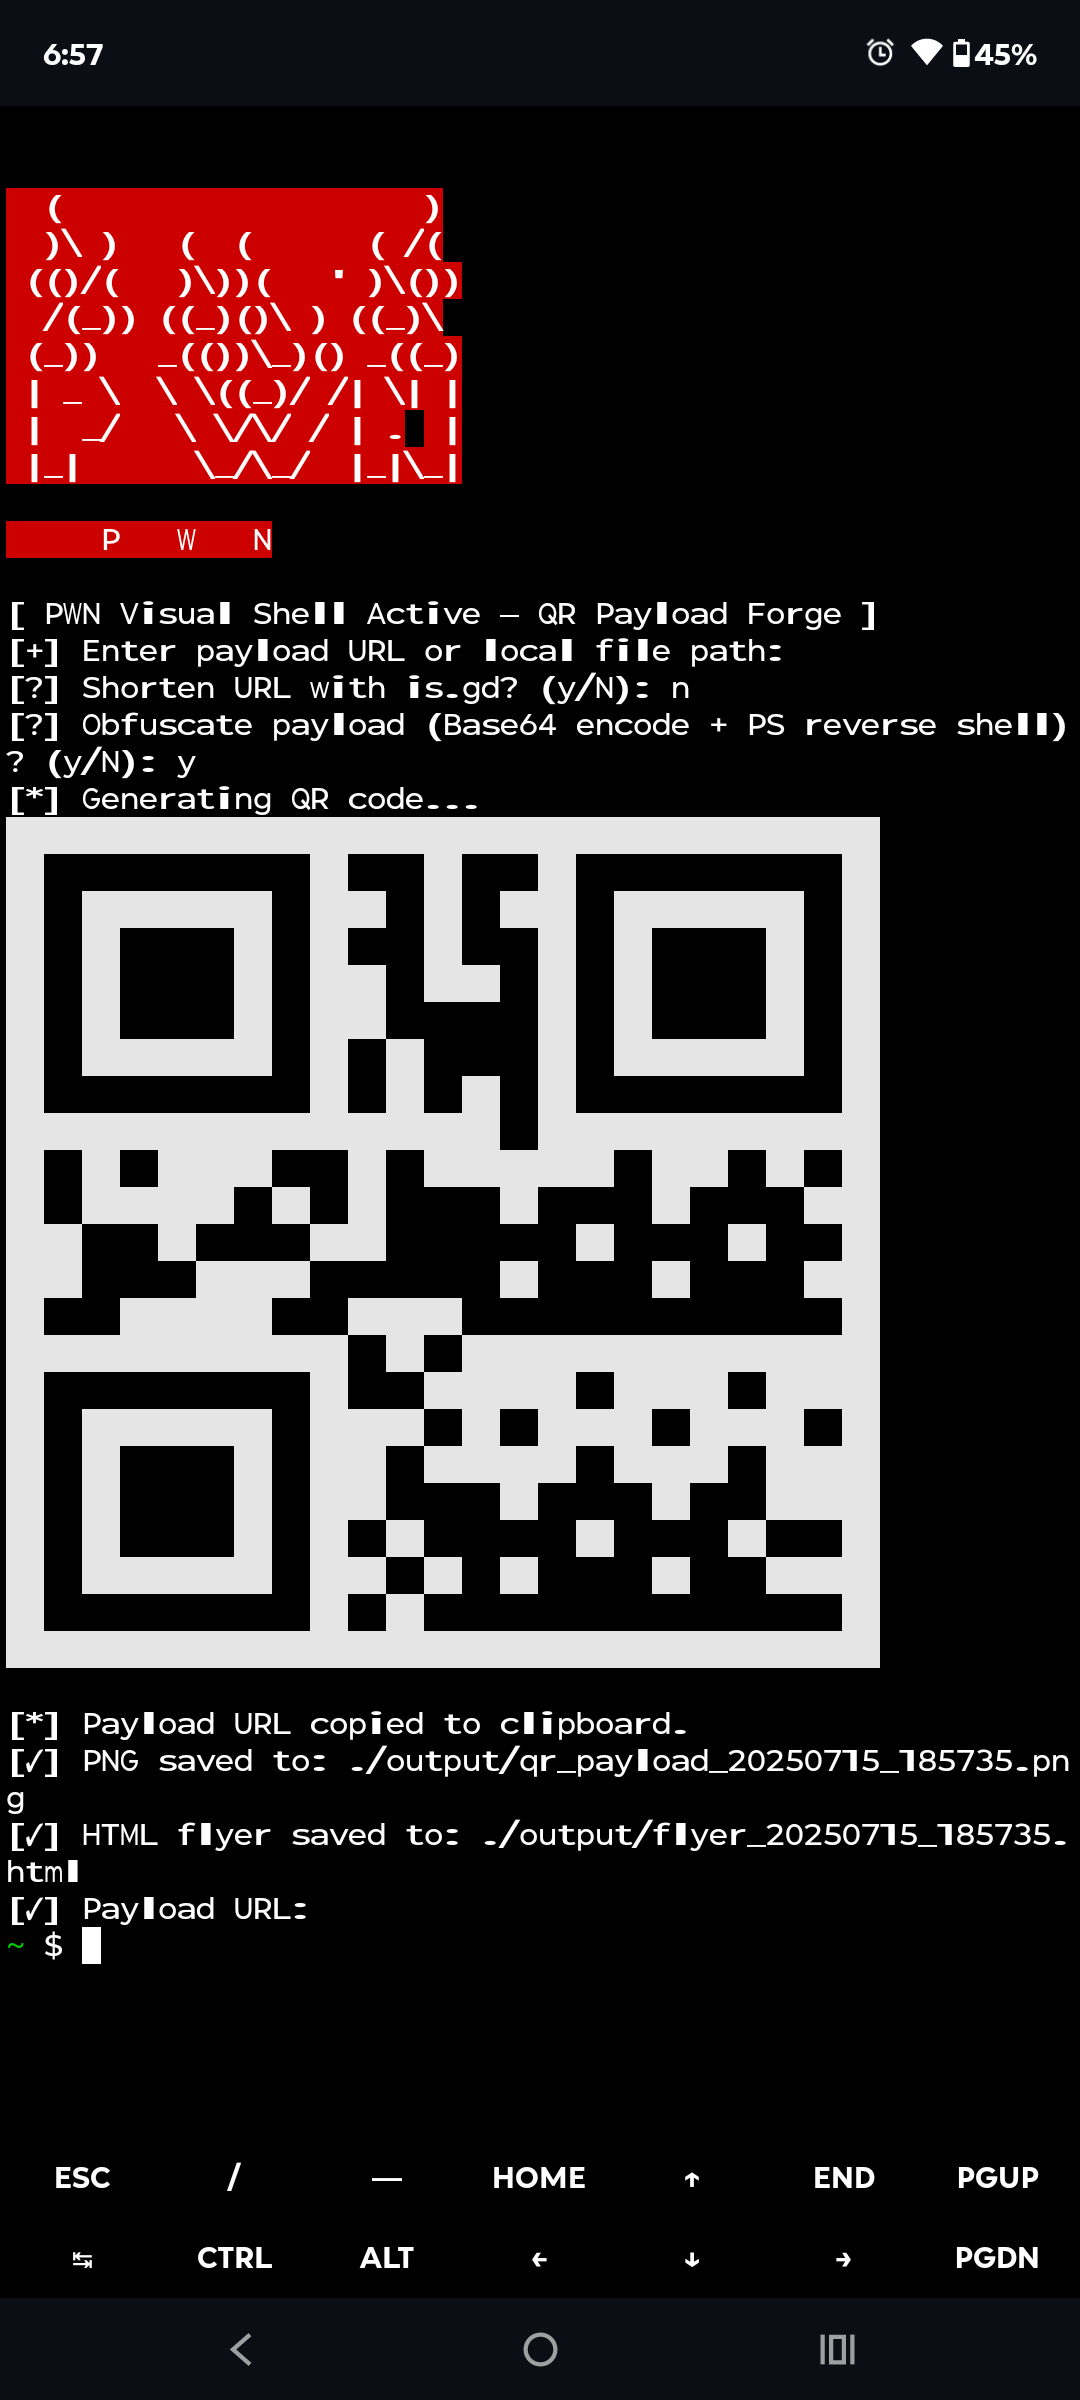 6:57
45%
P W N
[ PWN Visual Shell Active — QR Payload Forge ]
[+] Enter payload URL or local file path:
[?] Shorten URL with is.gd? (y/N): n
[?] Obfuscate payload (Base64 encode + PS reverse shell)
? (y/N): y
[*] Generating QR code...
[*] Payload URL copied to clipboard.
[✓] PNG saved to: ./output/qr_payload_20250715_185735.pn
g
[✓] HTML flyer saved to: ./output/flyer_20250715_185735.
html
[✓] Payload URL:
~ $
ESC / — HOME ↑ END PGUP
↹ CTRL ALT ← ↓ → PGDN